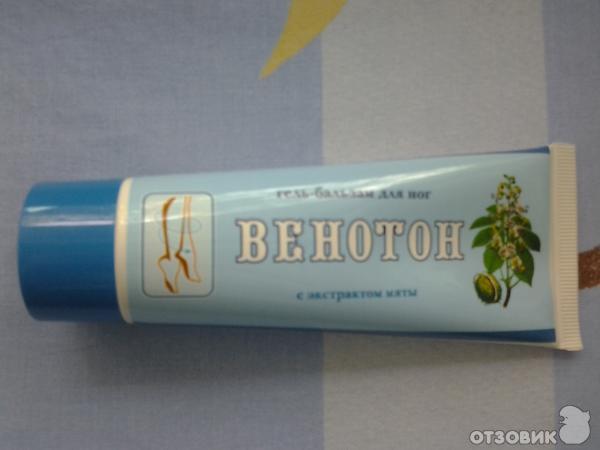 гель-бальзам для ног
ВЕНОТОН
с экстрактом мяты
ОТЗОВИК